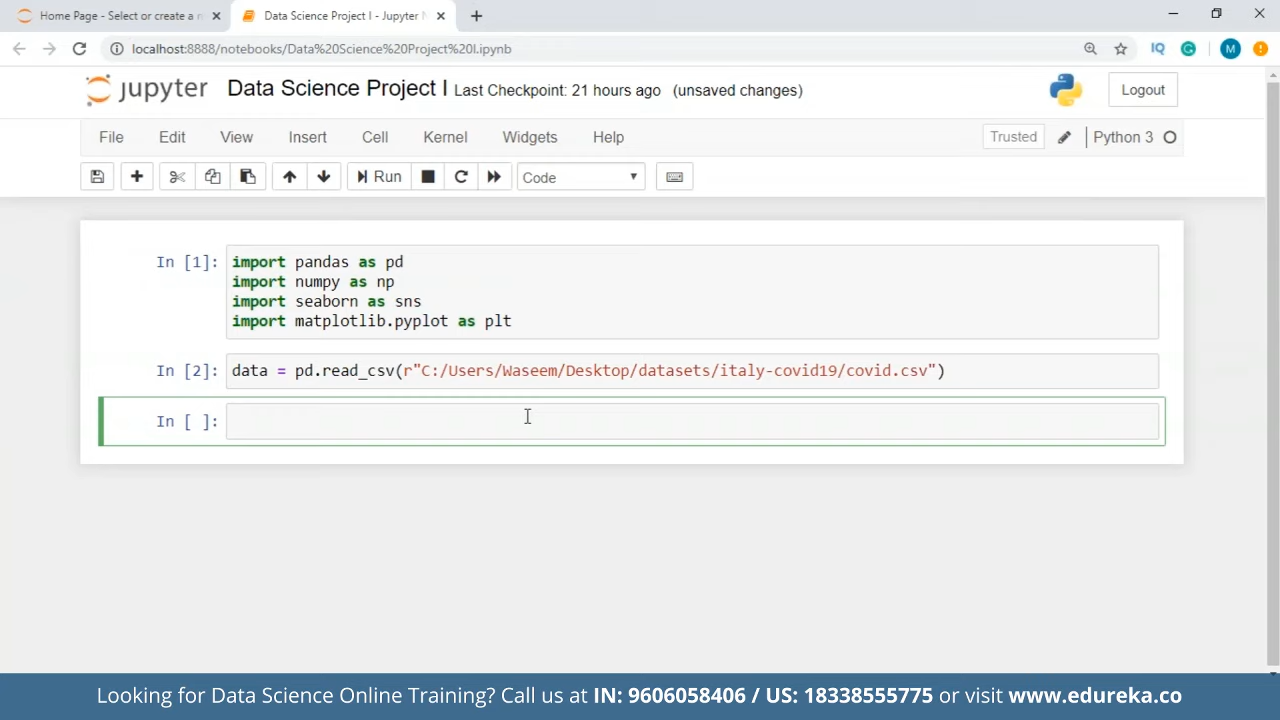 Home Page - Select or create a n
Data Science Project I - Jupyter N
localhost:8888/notebooks/Data%20Science%20Project%20I.ipynb
IQ
M
jupyter
Data Science Project I Last Checkpoint: 21 hours ago (unsaved changes)
Logout
File Edit View Insert Cell Kernel Widgets Help
Trusted
Python 3
Run
Code
In [1]: import pandas as pd
import numpy as np
import seaborn as sns
import matplotlib.pyplot as plt
In [2]: data = pd.read_csv(r"C:/Users/Waseem/Desktop/datasets/italy-covid19/covid.csv")
In [ ]:
Looking for Data Science Online Training? Call us at IN: 9606058406 / US: 18338555775 or visit www.edureka.co